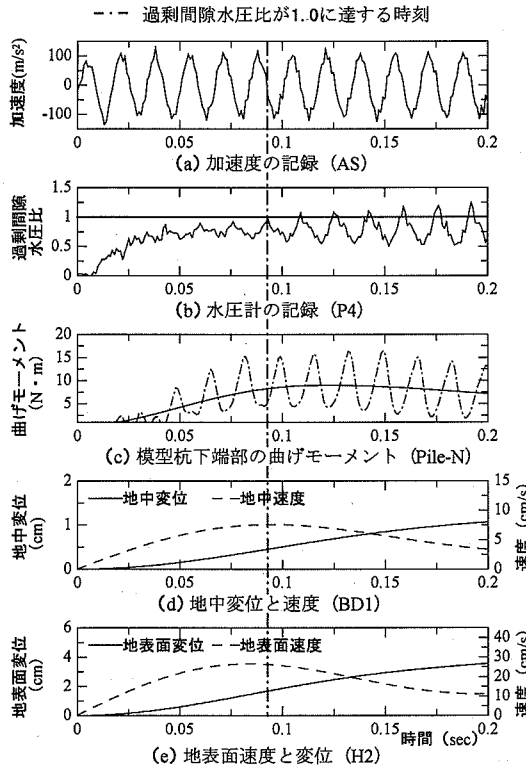 過剰間隙水圧比が1.0に達する時刻
加速度(m/s²)
100
0
-100
0 0.05 0.1 0.15 0.2
(a) 加速度の記録 (AS)
過剰間隙
水圧比
1.5
1
0.5
0
0 0.05 0.1 0.15 0.2
(b) 水圧計の記録 (P4)
曲げモーメント
(N・m)
20
15
10
5
0 0.05 0.1 0.15 0.2
(c) 模型杭下端部の曲げモーメント (Pile-N)
地中変位
(cm)
2
1
0
地中変位 地中速度
15
10
5
0
速度 (cm/s)
0 0.05 0.1 0.15 0.2
(d) 地中変位と速度 (BD1)
地表面変位
(cm)
6
4
2
0
地表面変位 地表面速度
40
30
20
10
0
速度 (cm/s)
0 0.05 0.1 0.15 0.2
時間 (sec)
(e) 地表面速度と変位 (H2)